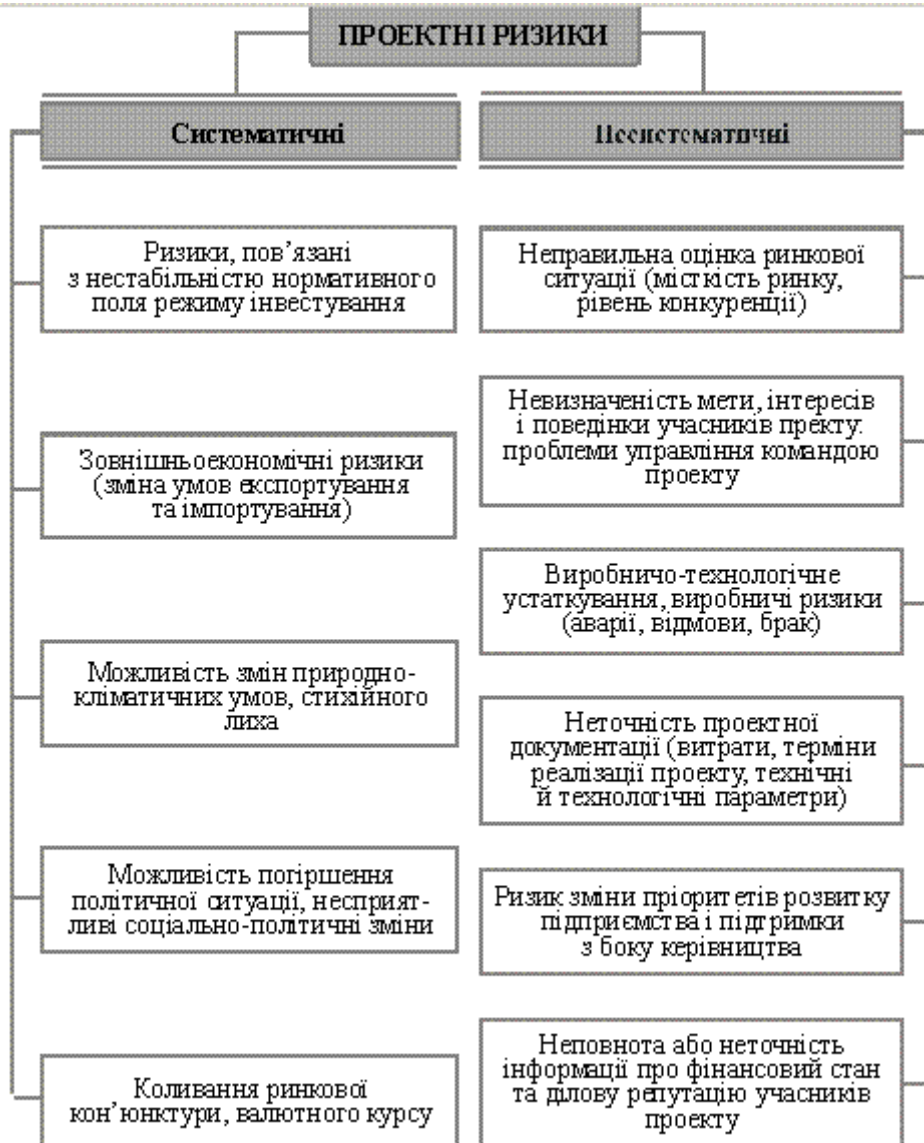 ПРОЕКТНІ РИЗИКИ
Систематичні
Несистематичні
Ризики, пов’язані
з нестабільністю нормативного
поля режиму інвестування
Зовнішньоекономічні ризики
(зміна умов експортування
та імпортування)
Можливість змін природно-
кліматичних умов, стихійного
лиха
Можливість погіршення
політичної ситуації, несприят-
ливі соціально-політичні зміни
Коливання ринкової
кон’юнктури, валютного курсу
Неправильна оцінка ринкової
ситуації (місткість ринку,
рівень конкуренції)
Невизначеність мети, інтересів
і поведінки учасників пректу:
проблеми управління командою
проекту
Виробничо-технологічне
устаткування, виробничі ризики
(аварії, відмови, брак)
Неточність проектної
документації (витрати, терміни
реалізації проекту, технічні
й технологічні параметри)
Ризик зміни пріоритетів розвитку
підприємства і підтримки
з боку керівництва
Неповнота або неточність
інформації про фінансовий стан
та ділову репутацію учасників
проекту